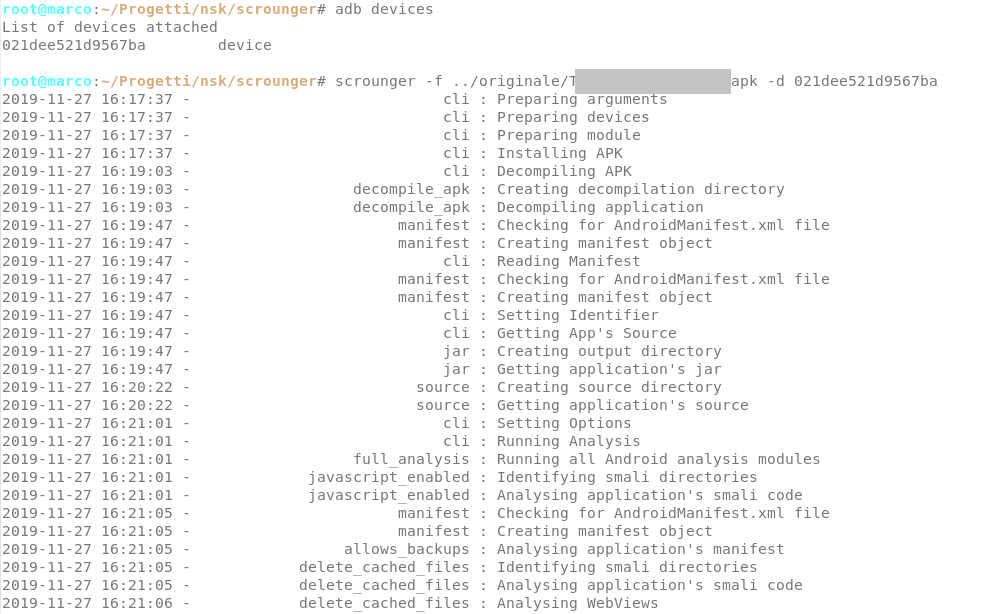 root@marco:~/Progetti/nsk/scrounger# adb devices
List of devices attached
021dee521d9567ba        device

root@marco:~/Progetti/nsk/scrounger# scrounger -f ../originale/T apk -d 021dee521d9567ba
2019-11-27 16:17:37 -                            cli : Preparing arguments
2019-11-27 16:17:37 -                            cli : Preparing devices
2019-11-27 16:17:37 -                            cli : Preparing module
2019-11-27 16:17:37 -                            cli : Installing APK
2019-11-27 16:19:03 -                            cli : Decompiling APK
2019-11-27 16:19:03 -                  decompile_apk : Creating decompilation directory
2019-11-27 16:19:03 -                  decompile_apk : Decompiling application
2019-11-27 16:19:47 -                       manifest : Checking for AndroidManifest.xml file
2019-11-27 16:19:47 -                       manifest : Creating manifest object
2019-11-27 16:19:47 -                            cli : Reading Manifest
2019-11-27 16:19:47 -                       manifest : Checking for AndroidManifest.xml file
2019-11-27 16:19:47 -                       manifest : Creating manifest object
2019-11-27 16:19:47 -                            cli : Setting Identifier
2019-11-27 16:19:47 -                            cli : Getting App's Source
2019-11-27 16:19:47 -                            jar : Creating output directory
2019-11-27 16:19:47 -                            jar : Getting application's jar
2019-11-27 16:20:22 -                         source : Creating source directory
2019-11-27 16:20:22 -                         source : Getting application's source
2019-11-27 16:21:01 -                            cli : Setting Options
2019-11-27 16:21:01 -                            cli : Running Analysis
2019-11-27 16:21:01 -                  full_analysis : Running all Android analysis modules
2019-11-27 16:21:01 -             javascript_enabled : Identifying smali directories
2019-11-27 16:21:01 -             javascript_enabled : Analysing application's smali code
2019-11-27 16:21:05 -                       manifest : Checking for AndroidManifest.xml file
2019-11-27 16:21:05 -                       manifest : Creating manifest object
2019-11-27 16:21:05 -                 allows_backups : Analysing application's manifest
2019-11-27 16:21:05 -            delete_cached_files : Identifying smali directories
2019-11-27 16:21:05 -            delete_cached_files : Analysing application's smali code
2019-11-27 16:21:06 -            delete_cached_files : Analysing WebViews